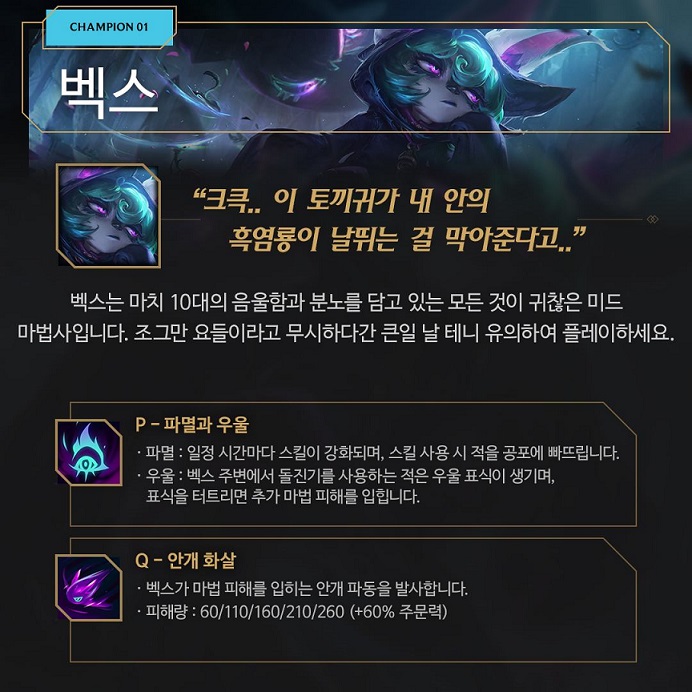 CHAMPION 01
벡스
“크큭.. 이 토끼귀가 내 안의
흑염룡이 날뛰는 걸 막아준다고..”
벡스는 마치 10대의 음울함과 분노를 담고 있는 모든 것이 귀찮은 미드
마법사입니다. 조그만 요들이라고 무시하다간 큰일 날 테니 유의하여 플레이하세요.
P - 파멸과 우울
· 파멸 : 일정 시간마다 스킬이 강화되며, 스킬 사용 시 적을 공포에 빠뜨립니다.
· 우울 : 벡스 주변에서 돌진기를 사용하는 적은 우울 표식이 생기며,
표식을 터트리면 추가 마법 피해를 입힙니다.
Q - 안개 화살
· 벡스가 마법 피해를 입히는 안개 파동을 발사합니다.
· 피해량 : 60/110/160/210/260 (+60% 주문력)